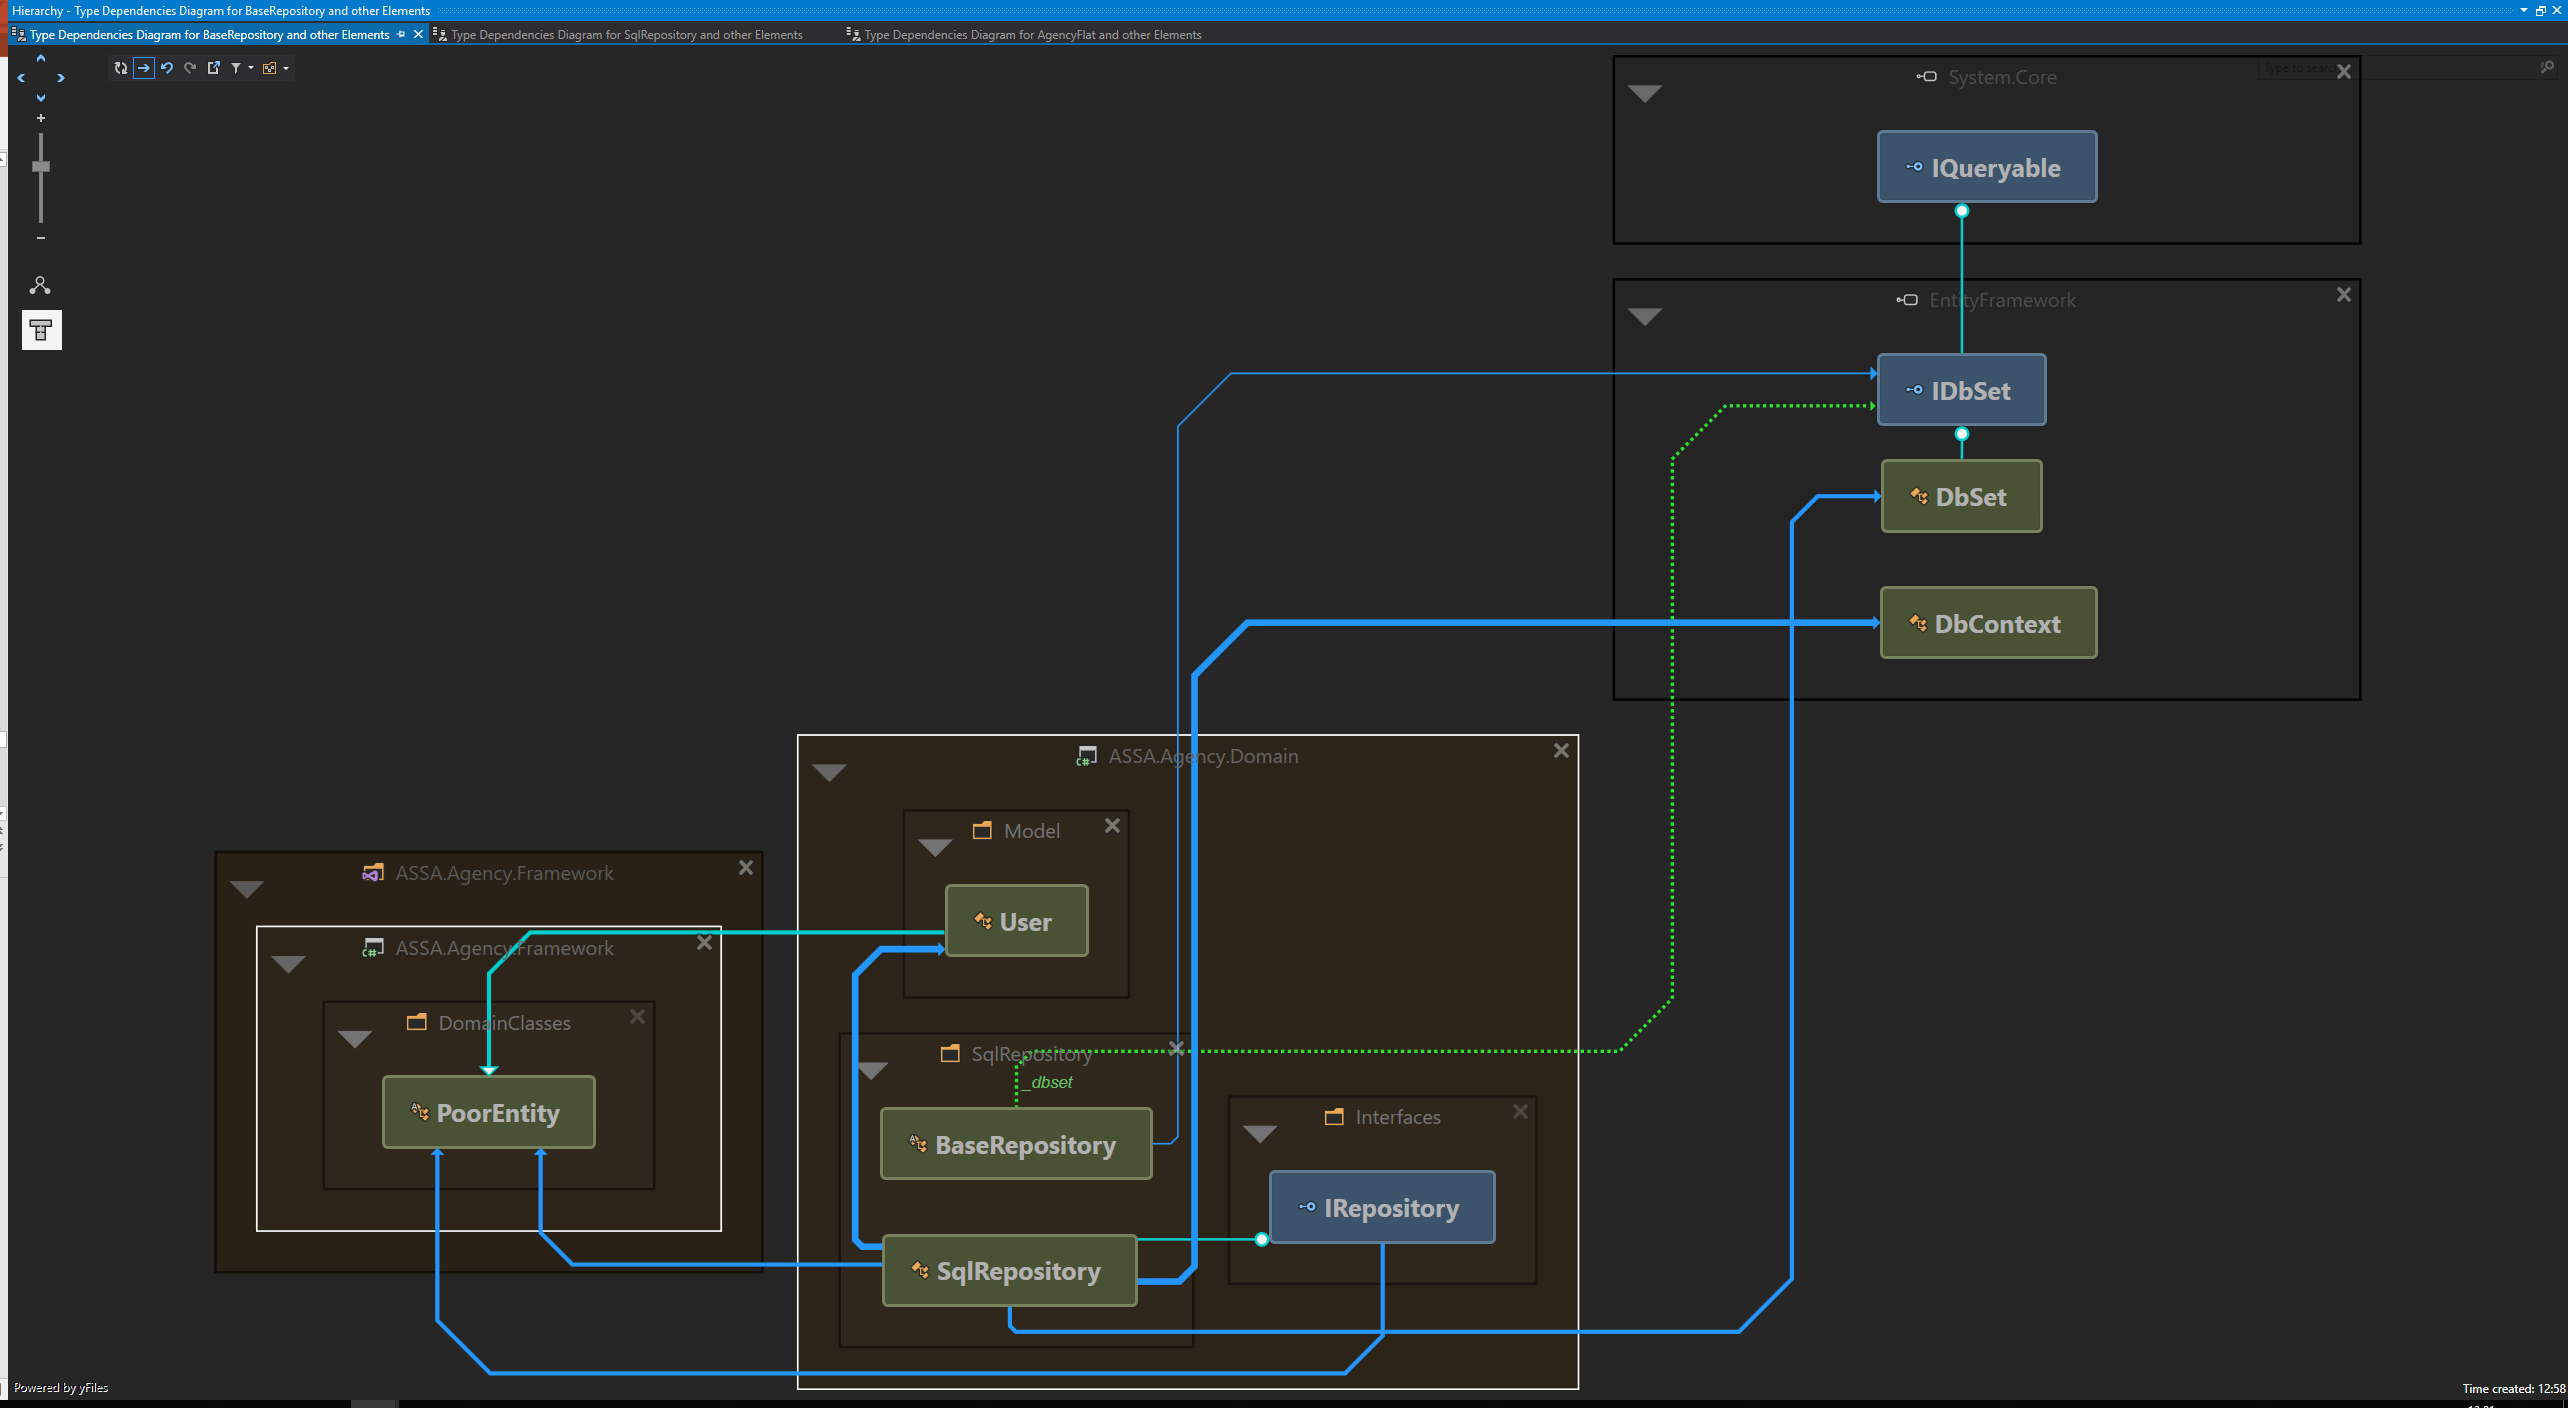 Hierarchy - Type Dependencies Diagram for BaseRepository and other Elements
Type Dependencies Diagram for BaseRepository and other Elements
Type Dependencies Diagram for SqlRepository and other Elements
Type Dependencies Diagram for AgencyFlat and other Elements
Type to search
System.Core
IQueryable
EntityFramework
IDbSet
DbSet
DbContext
ASSA.Agency.Domain
Model
User
ASSA.Agency.Framework
ASSA.Agency.Framework
DomainClasses
PoorEntity
SqlRepository
_dbset
BaseRepository
Interfaces
IRepository
SqlRepository
Powered by yFiles
Time created: 12:58